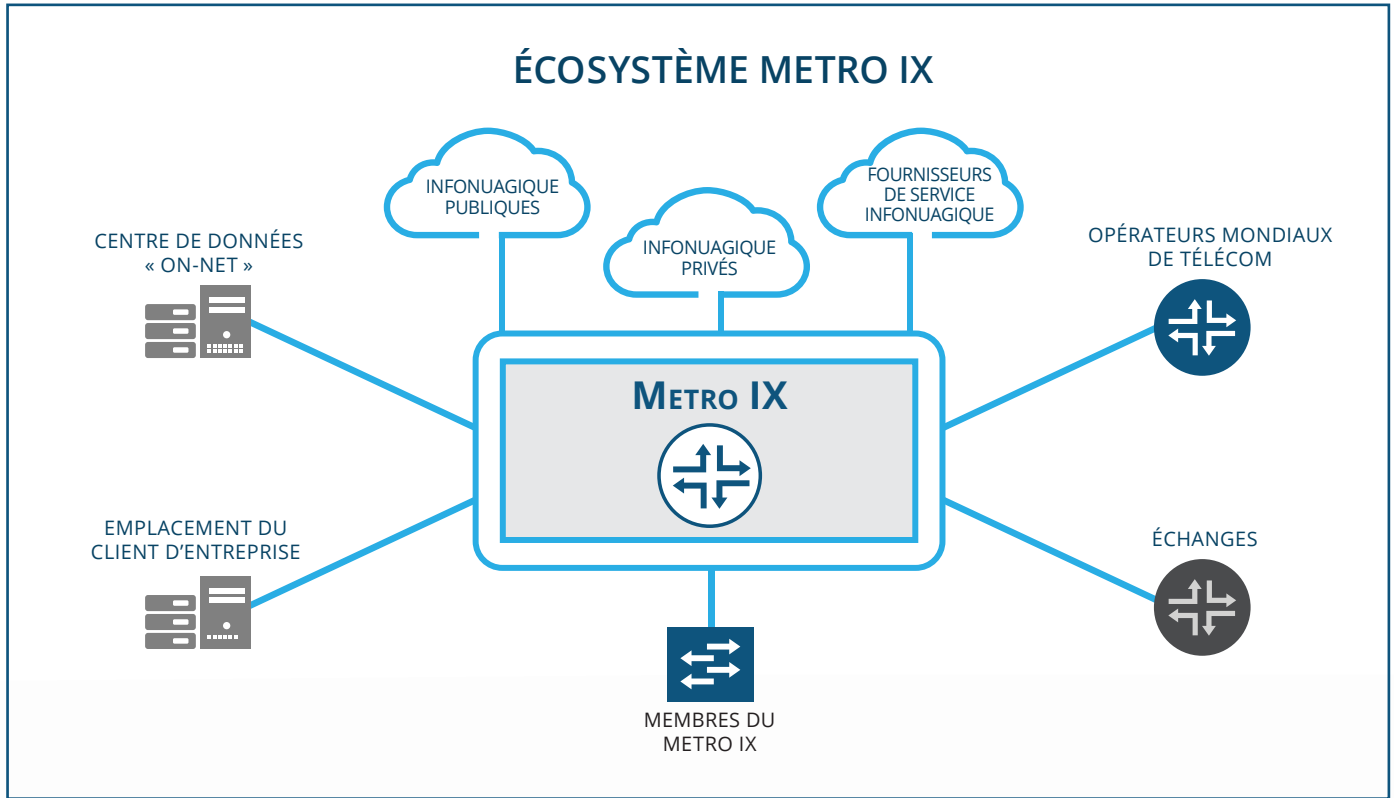 ÉCOSYSTÈME METRO IX
INFONUAGIQUE
PUBLIQUES
INFONUAGIQUE
PRIVÉS
FOURNISSEURS
DE SERVICE
INFONUAGIQUE
CENTRE DE DONNÉES
« ON-NET »
OPÉRATEURS MONDIAUX
DE TÉLÉCOM
METRO IX
EMPLACEMENT DU
CLIENT D’ENTREPRISE
ÉCHANGES
MEMBRES DU
METRO IX